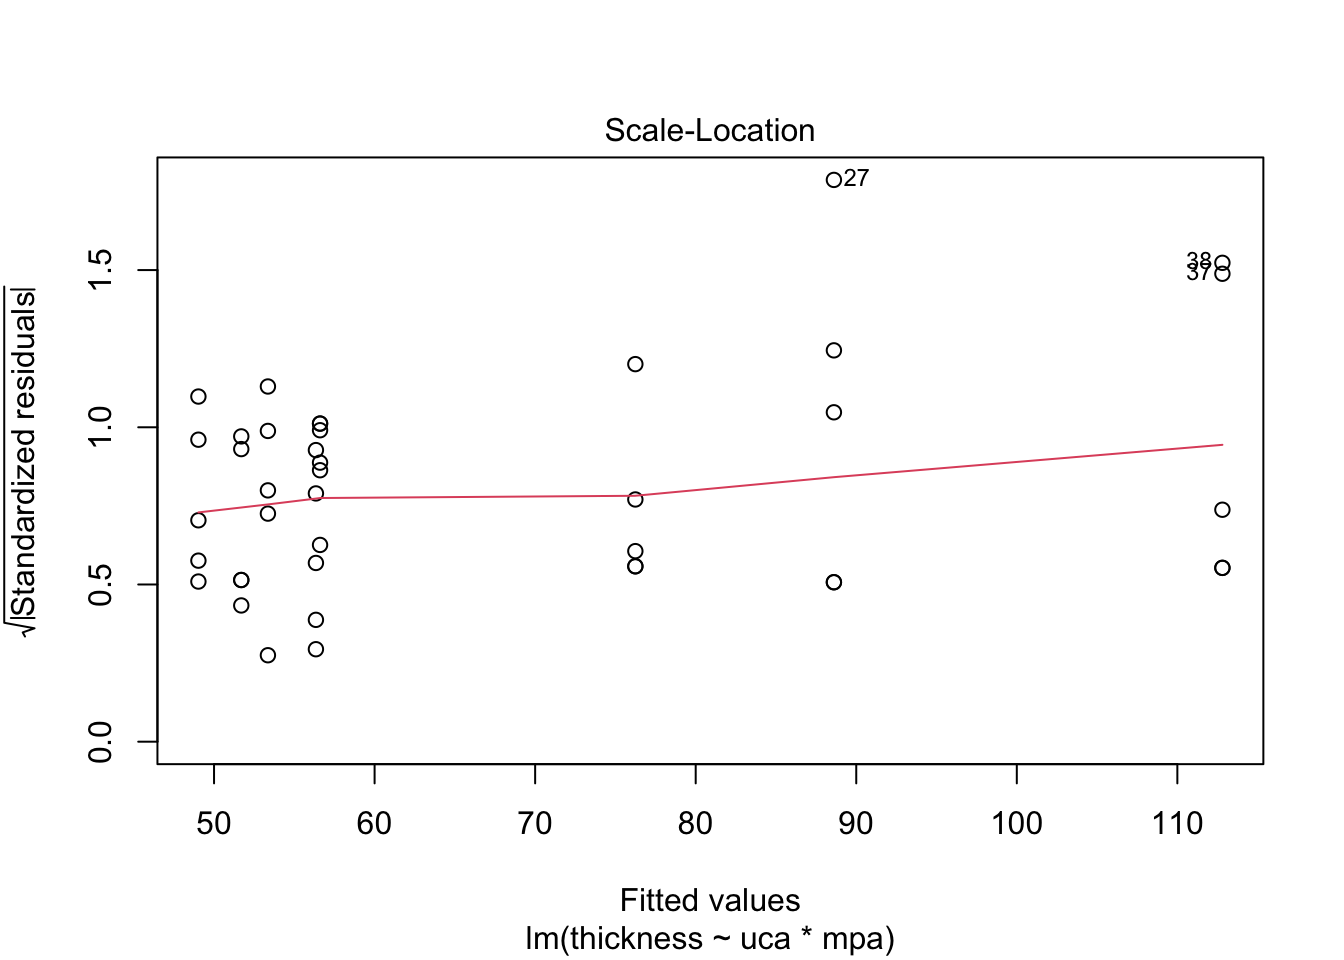 Scale-Location
√|Standardized residuals|
0.0 0.5 1.0 1.5
27
38
37
50 60 70 80 90 100 110
Fitted values
lm(thickness ~ uca * mpa)